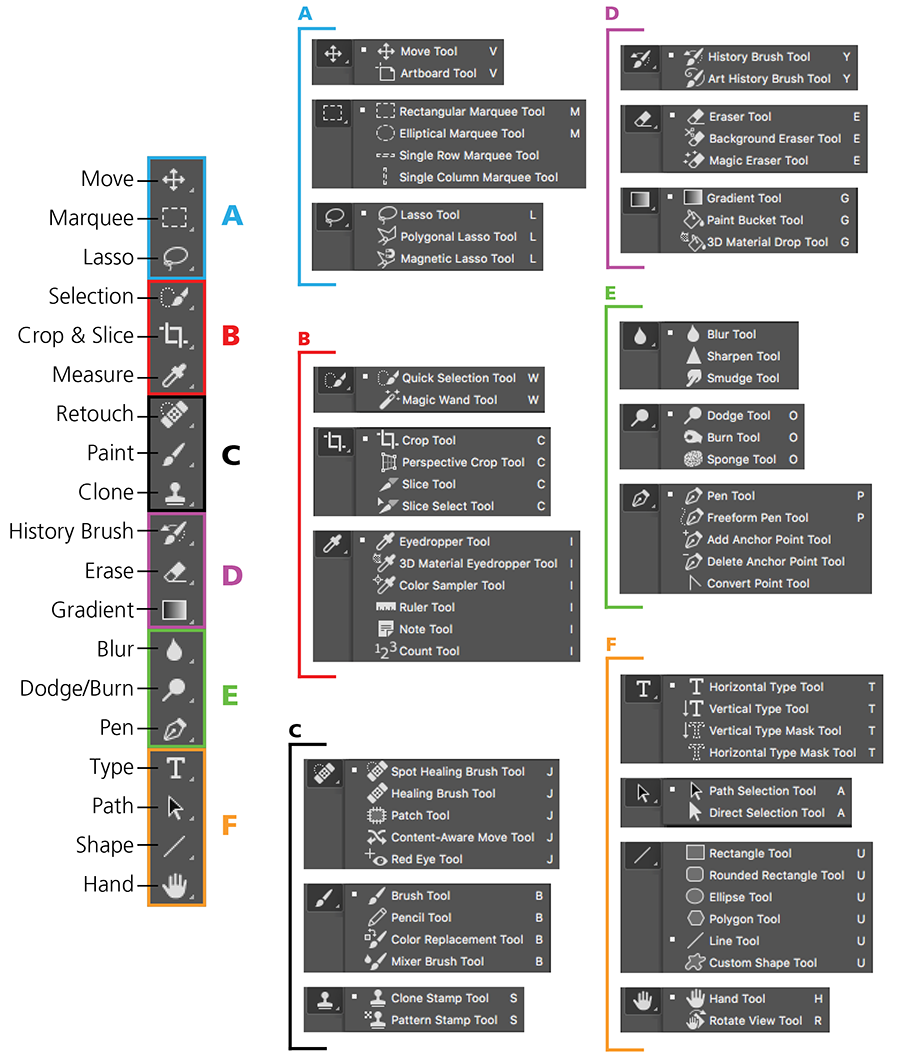 Move
Marquee
Lasso
A
Selection
Crop & Slice
Measure
B
Retouch
Paint
Clone
C
History Brush
Erase
Gradient
D
Blur
Dodge/Burn
Pen
E
Type
Path
Shape
Hand
F
A
Move Tool V
Artboard Tool V
Rectangular Marquee Tool M
Elliptical Marquee Tool M
Single Row Marquee Tool
Single Column Marquee Tool
Lasso Tool L
Polygonal Lasso Tool L
Magnetic Lasso Tool L
B
Quick Selection Tool W
Magic Wand Tool W
Crop Tool C
Perspective Crop Tool C
Slice Tool C
Slice Select Tool C
Eyedropper Tool I
3D Material Eyedropper Tool I
Color Sampler Tool I
Ruler Tool I
Note Tool I
123 Count Tool I
C
Spot Healing Brush Tool J
Healing Brush Tool J
Patch Tool J
Content-Aware Move Tool J
Red Eye Tool J
Brush Tool B
Pencil Tool B
Color Replacement Tool B
Mixer Brush Tool B
Clone Stamp Tool S
Pattern Stamp Tool S
D
History Brush Tool Y
Art History Brush Tool Y
Eraser Tool E
Background Eraser Tool E
Magic Eraser Tool E
Gradient Tool G
Paint Bucket Tool G
3D Material Drop Tool G
E
Blur Tool
Sharpen Tool
Smudge Tool
Dodge Tool O
Burn Tool O
Sponge Tool O
Pen Tool P
Freeform Pen Tool P
Add Anchor Point Tool
Delete Anchor Point Tool
Convert Point Tool
F
Horizontal Type Tool T
Vertical Type Tool T
Vertical Type Mask Tool T
Horizontal Type Mask Tool T
Path Selection Tool A
Direct Selection Tool A
Rectangle Tool U
Rounded Rectangle Tool U
Ellipse Tool U
Polygon Tool U
Line Tool U
Custom Shape Tool U
Hand Tool H
Rotate View Tool R